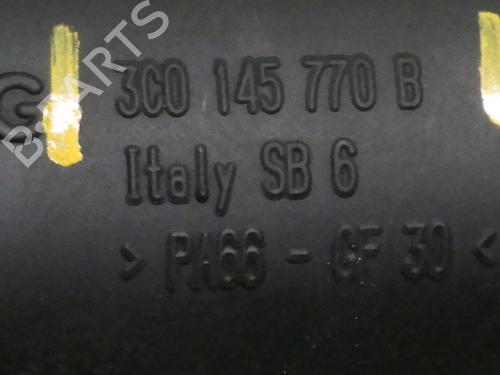 G 3C0 145 770 B
Italy SB 6
> PA66 - GF 30 <
B-PARTS